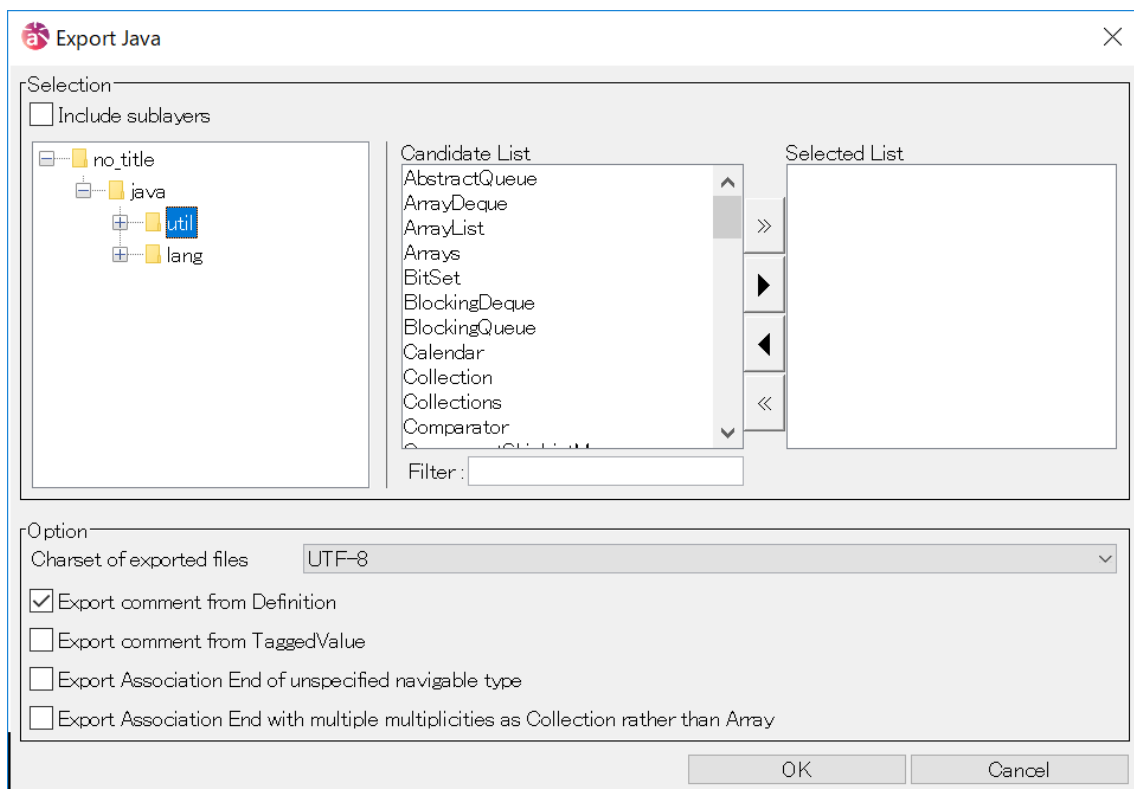 Export Java
Selection
Include sublayers
no_title
java
util
lang
Candidate List
AbstractQueue
ArrayDeque
ArrayList
Arrays
BitSet
BlockingDeque
BlockingQueue
Calendar
Collection
Collections
Comparator
Filter :
Selected List
Option
Charset of exported files UTF-8
Export comment from Definition
Export comment from TaggedValue
Export Association End of unspecified navigable type
Export Association End with multiple multiplicities as Collection rather than Array
OK Cancel